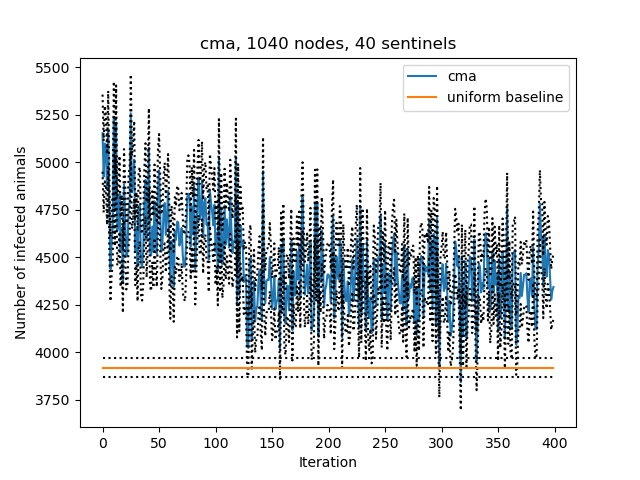 cma, 1040 nodes, 40 sentinels
cma
uniform baseline
Number of infected animals
5500
5250
5000
4750
4500
4250
4000
3750
0 50 100 150 200 250 300 350 400
Iteration